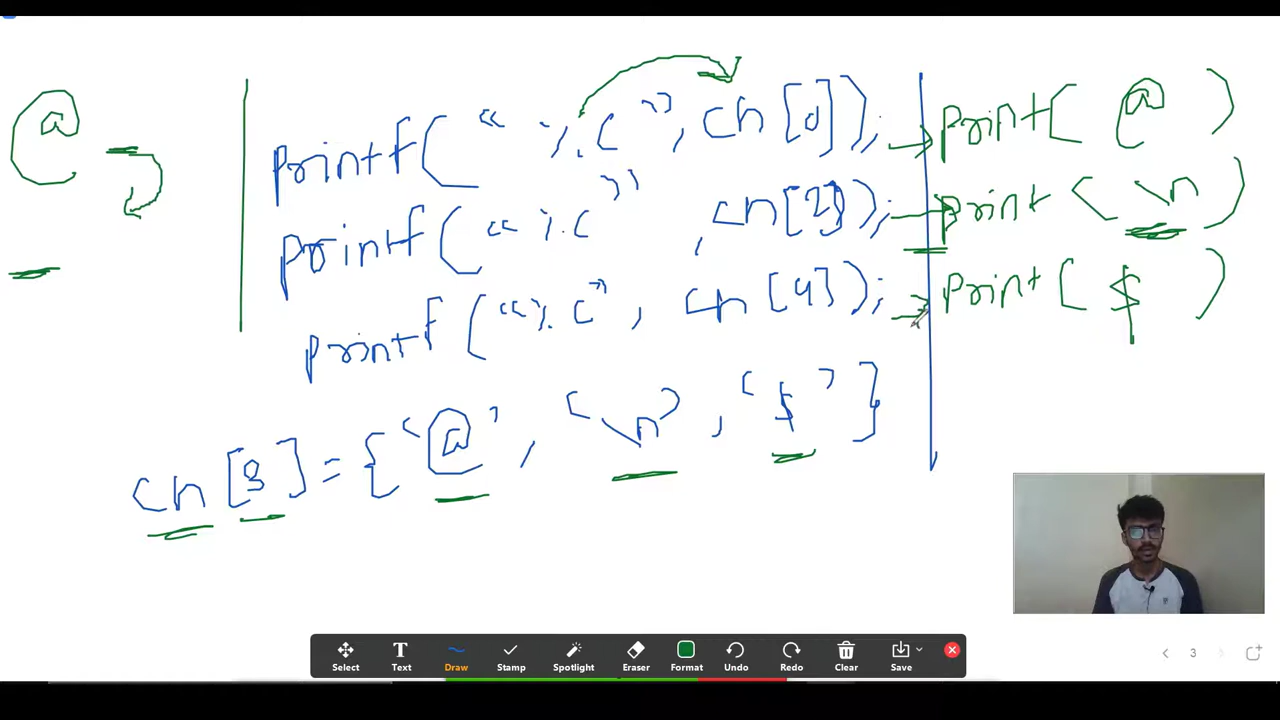 @
printf(" %c", ch[0]); → print( @ )
printf(" %c", ch[2]); → print ( \n )
printf("%c", ch[4]); → print( $ )
ch[3] = {'@', '\n', '$'}
Select Text Draw Stamp Spotlight Eraser Format Undo Redo Clear Save
3